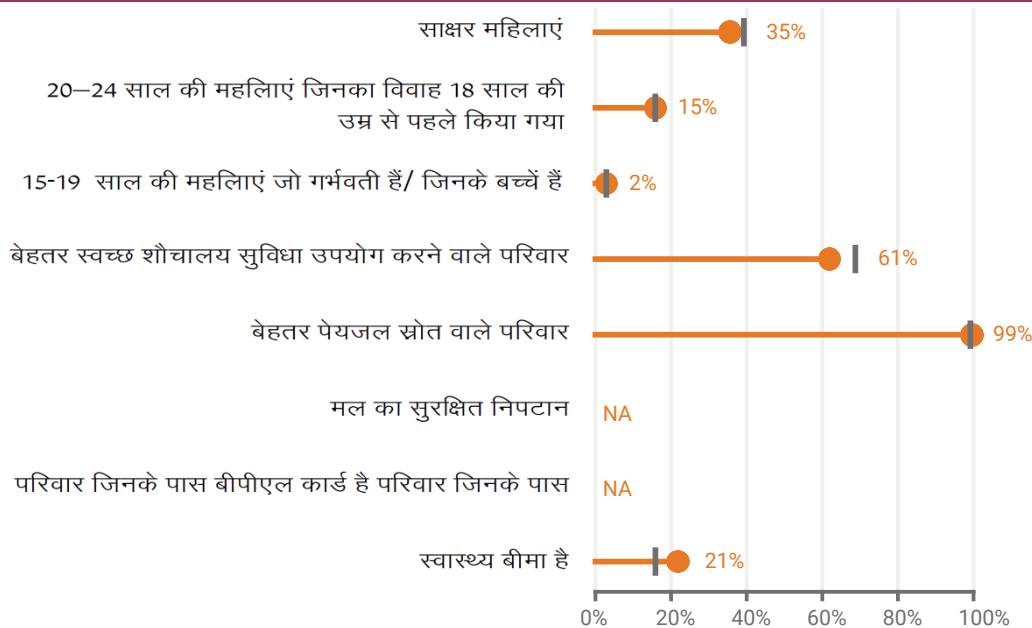 साक्षर महिलाएं
35%
20–24 साल की महलिाएं जिनका विवाह 18 साल की
उम्र से पहले किया गया
15%
15-19 साल की महलिाएं जो गर्भवती हैं/ जिनके बच्चें हैं
2%
बेहतर स्वच्छ शौचालय सुविधा उपयोग करने वाले परिवार
61%
बेहतर पेयजल स्रोत वाले परिवार
99%
मल का सुरक्षित निपटान
NA
परिवार जिनके पास बीपीएल कार्ड है परिवार जिनके पास
NA
स्वास्थ्य बीमा है
21%
0% 20% 40% 60% 80% 100%